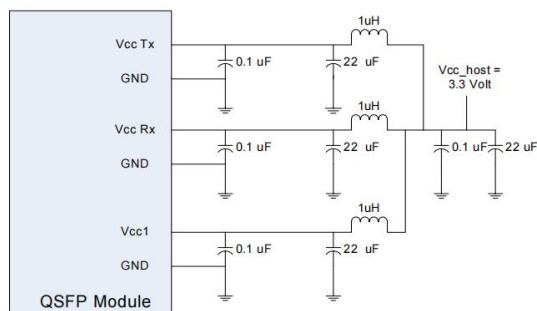 1uH
Vcc Tx
0.1 uF
22 uF
GND
Vcc_host =
3.3 Volt
1uH
Vcc Rx
0.1 uF
22 uF
0.1 uF
22 uF
GND
1uH
Vcc1
0.1 uF
22 uF
GND
QSFP Module